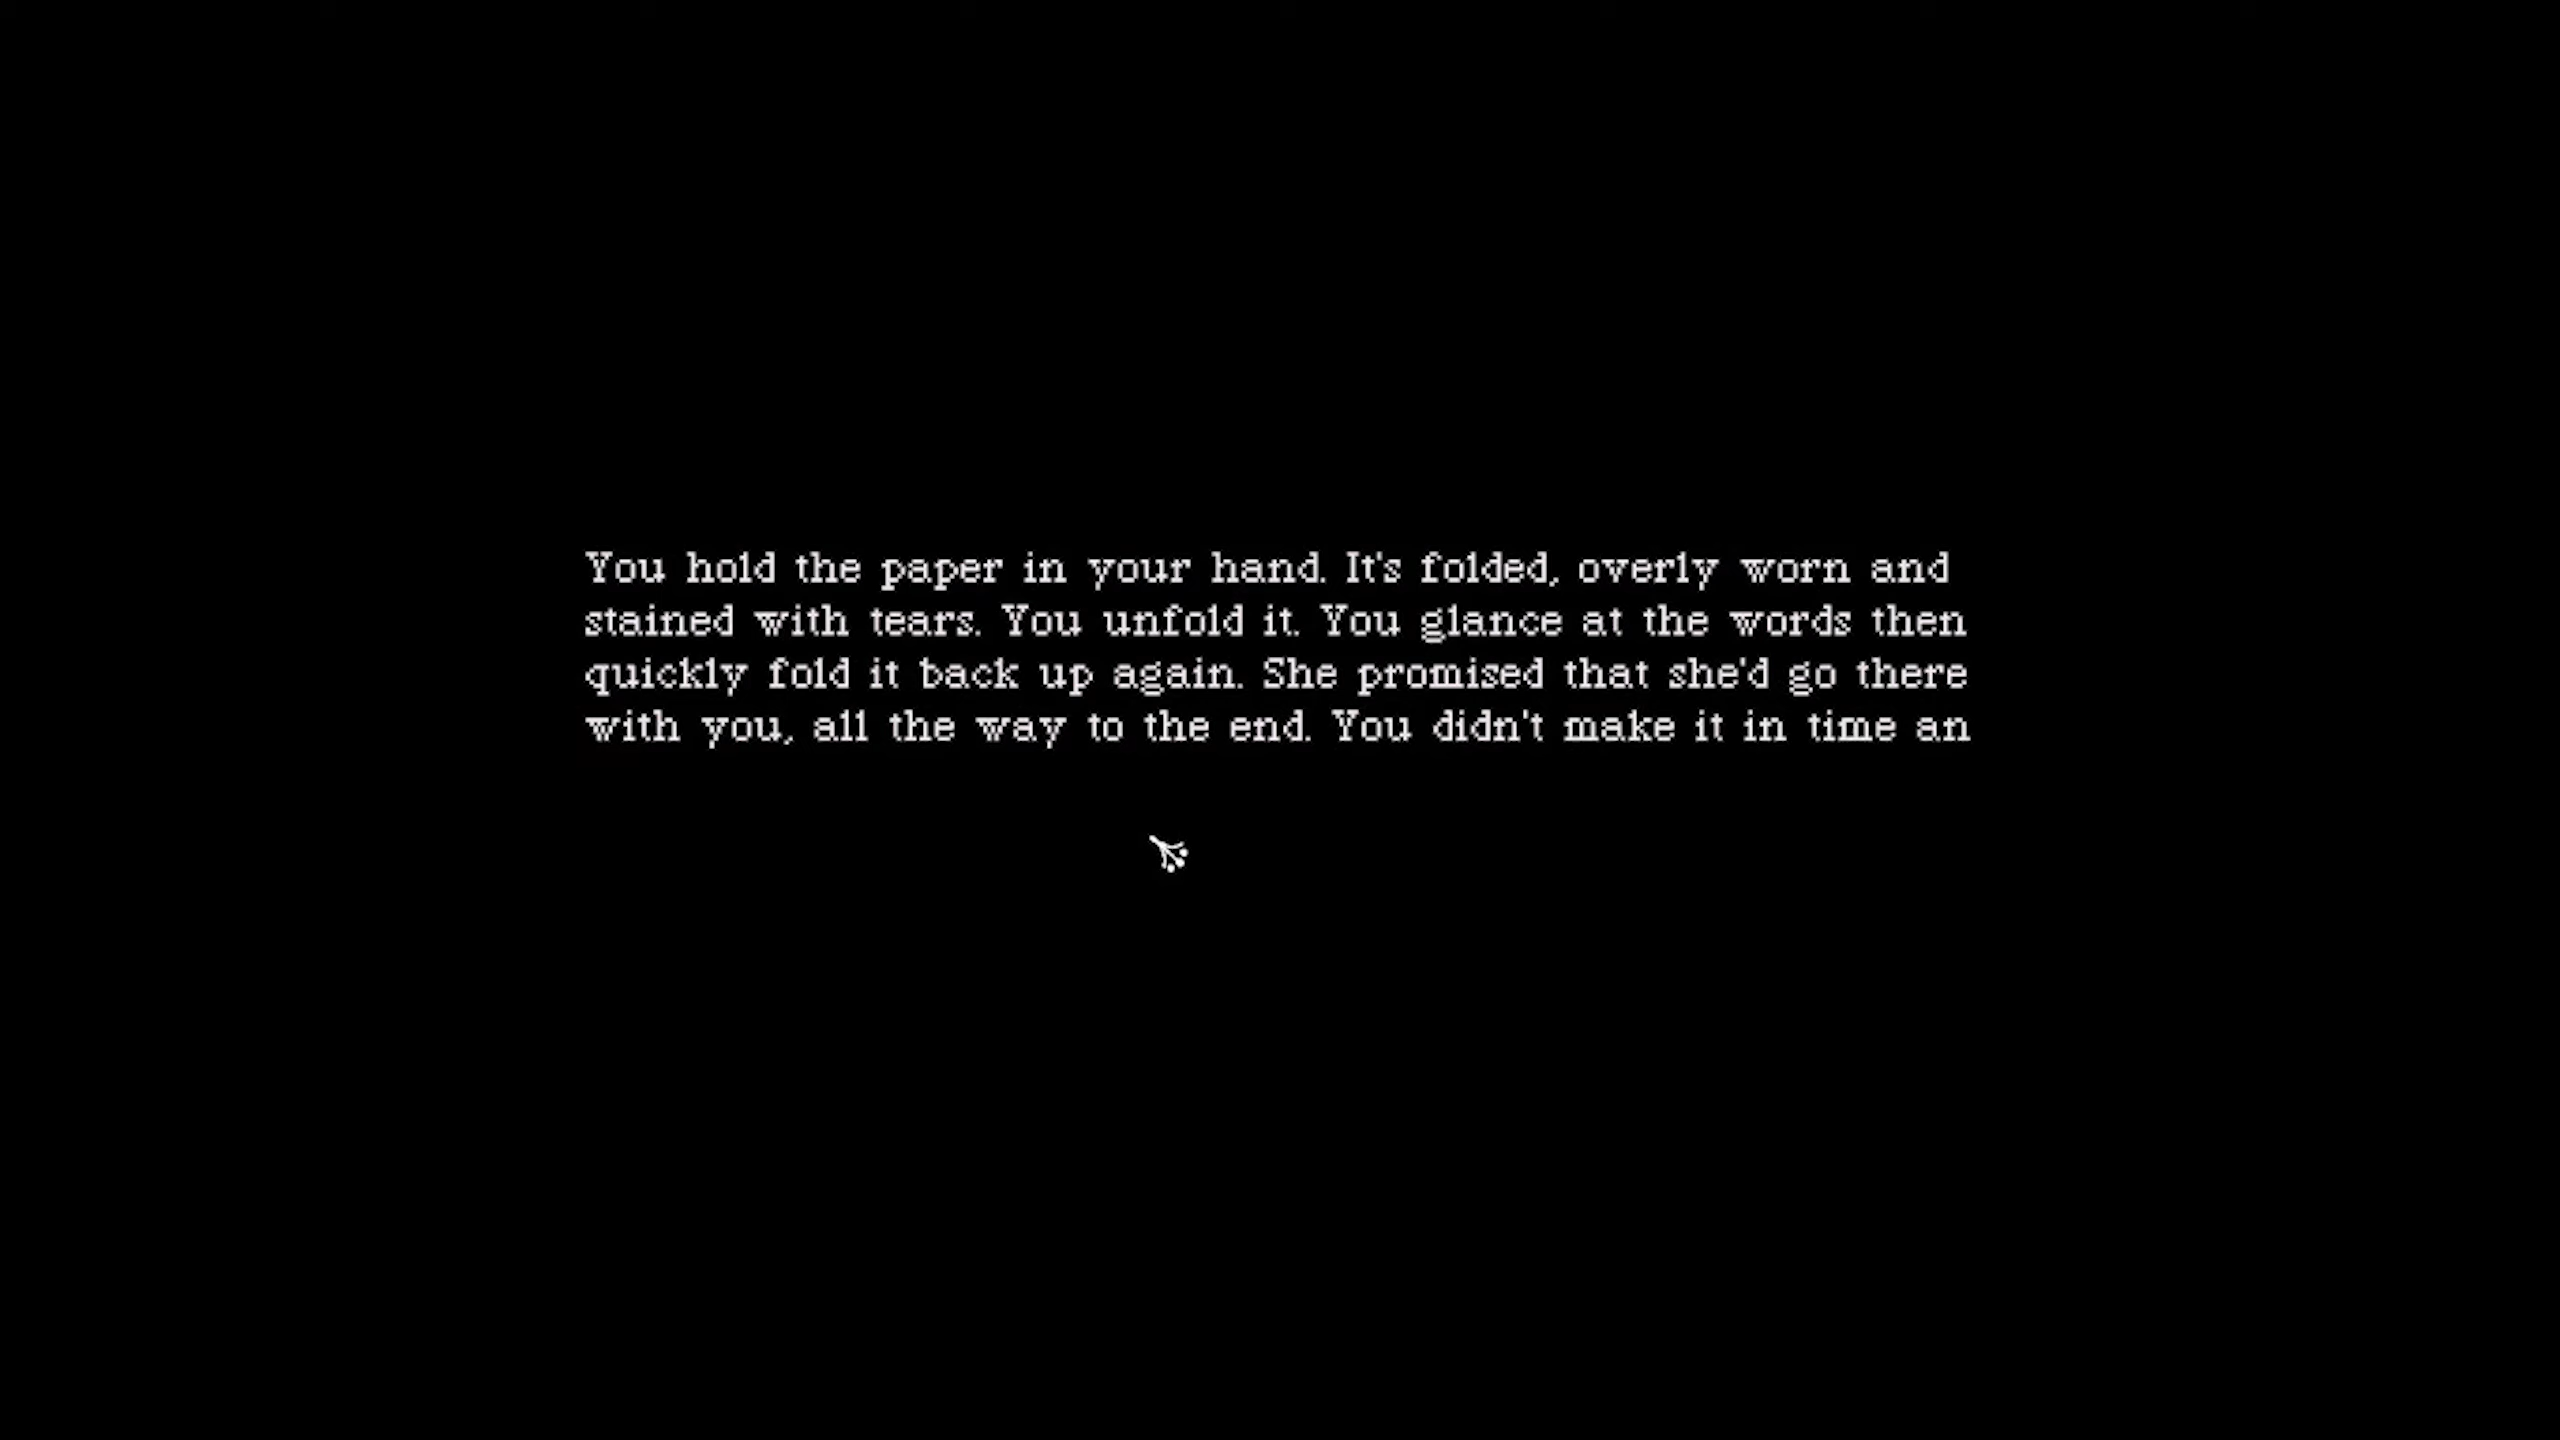 You hold the paper in your hand. It's folded, overly worn and
stained with tears. You unfold it. You glance at the words then
quickly fold it back up again. She promised that she'd go there
with you, all the way to the end. You didn't make it in time an